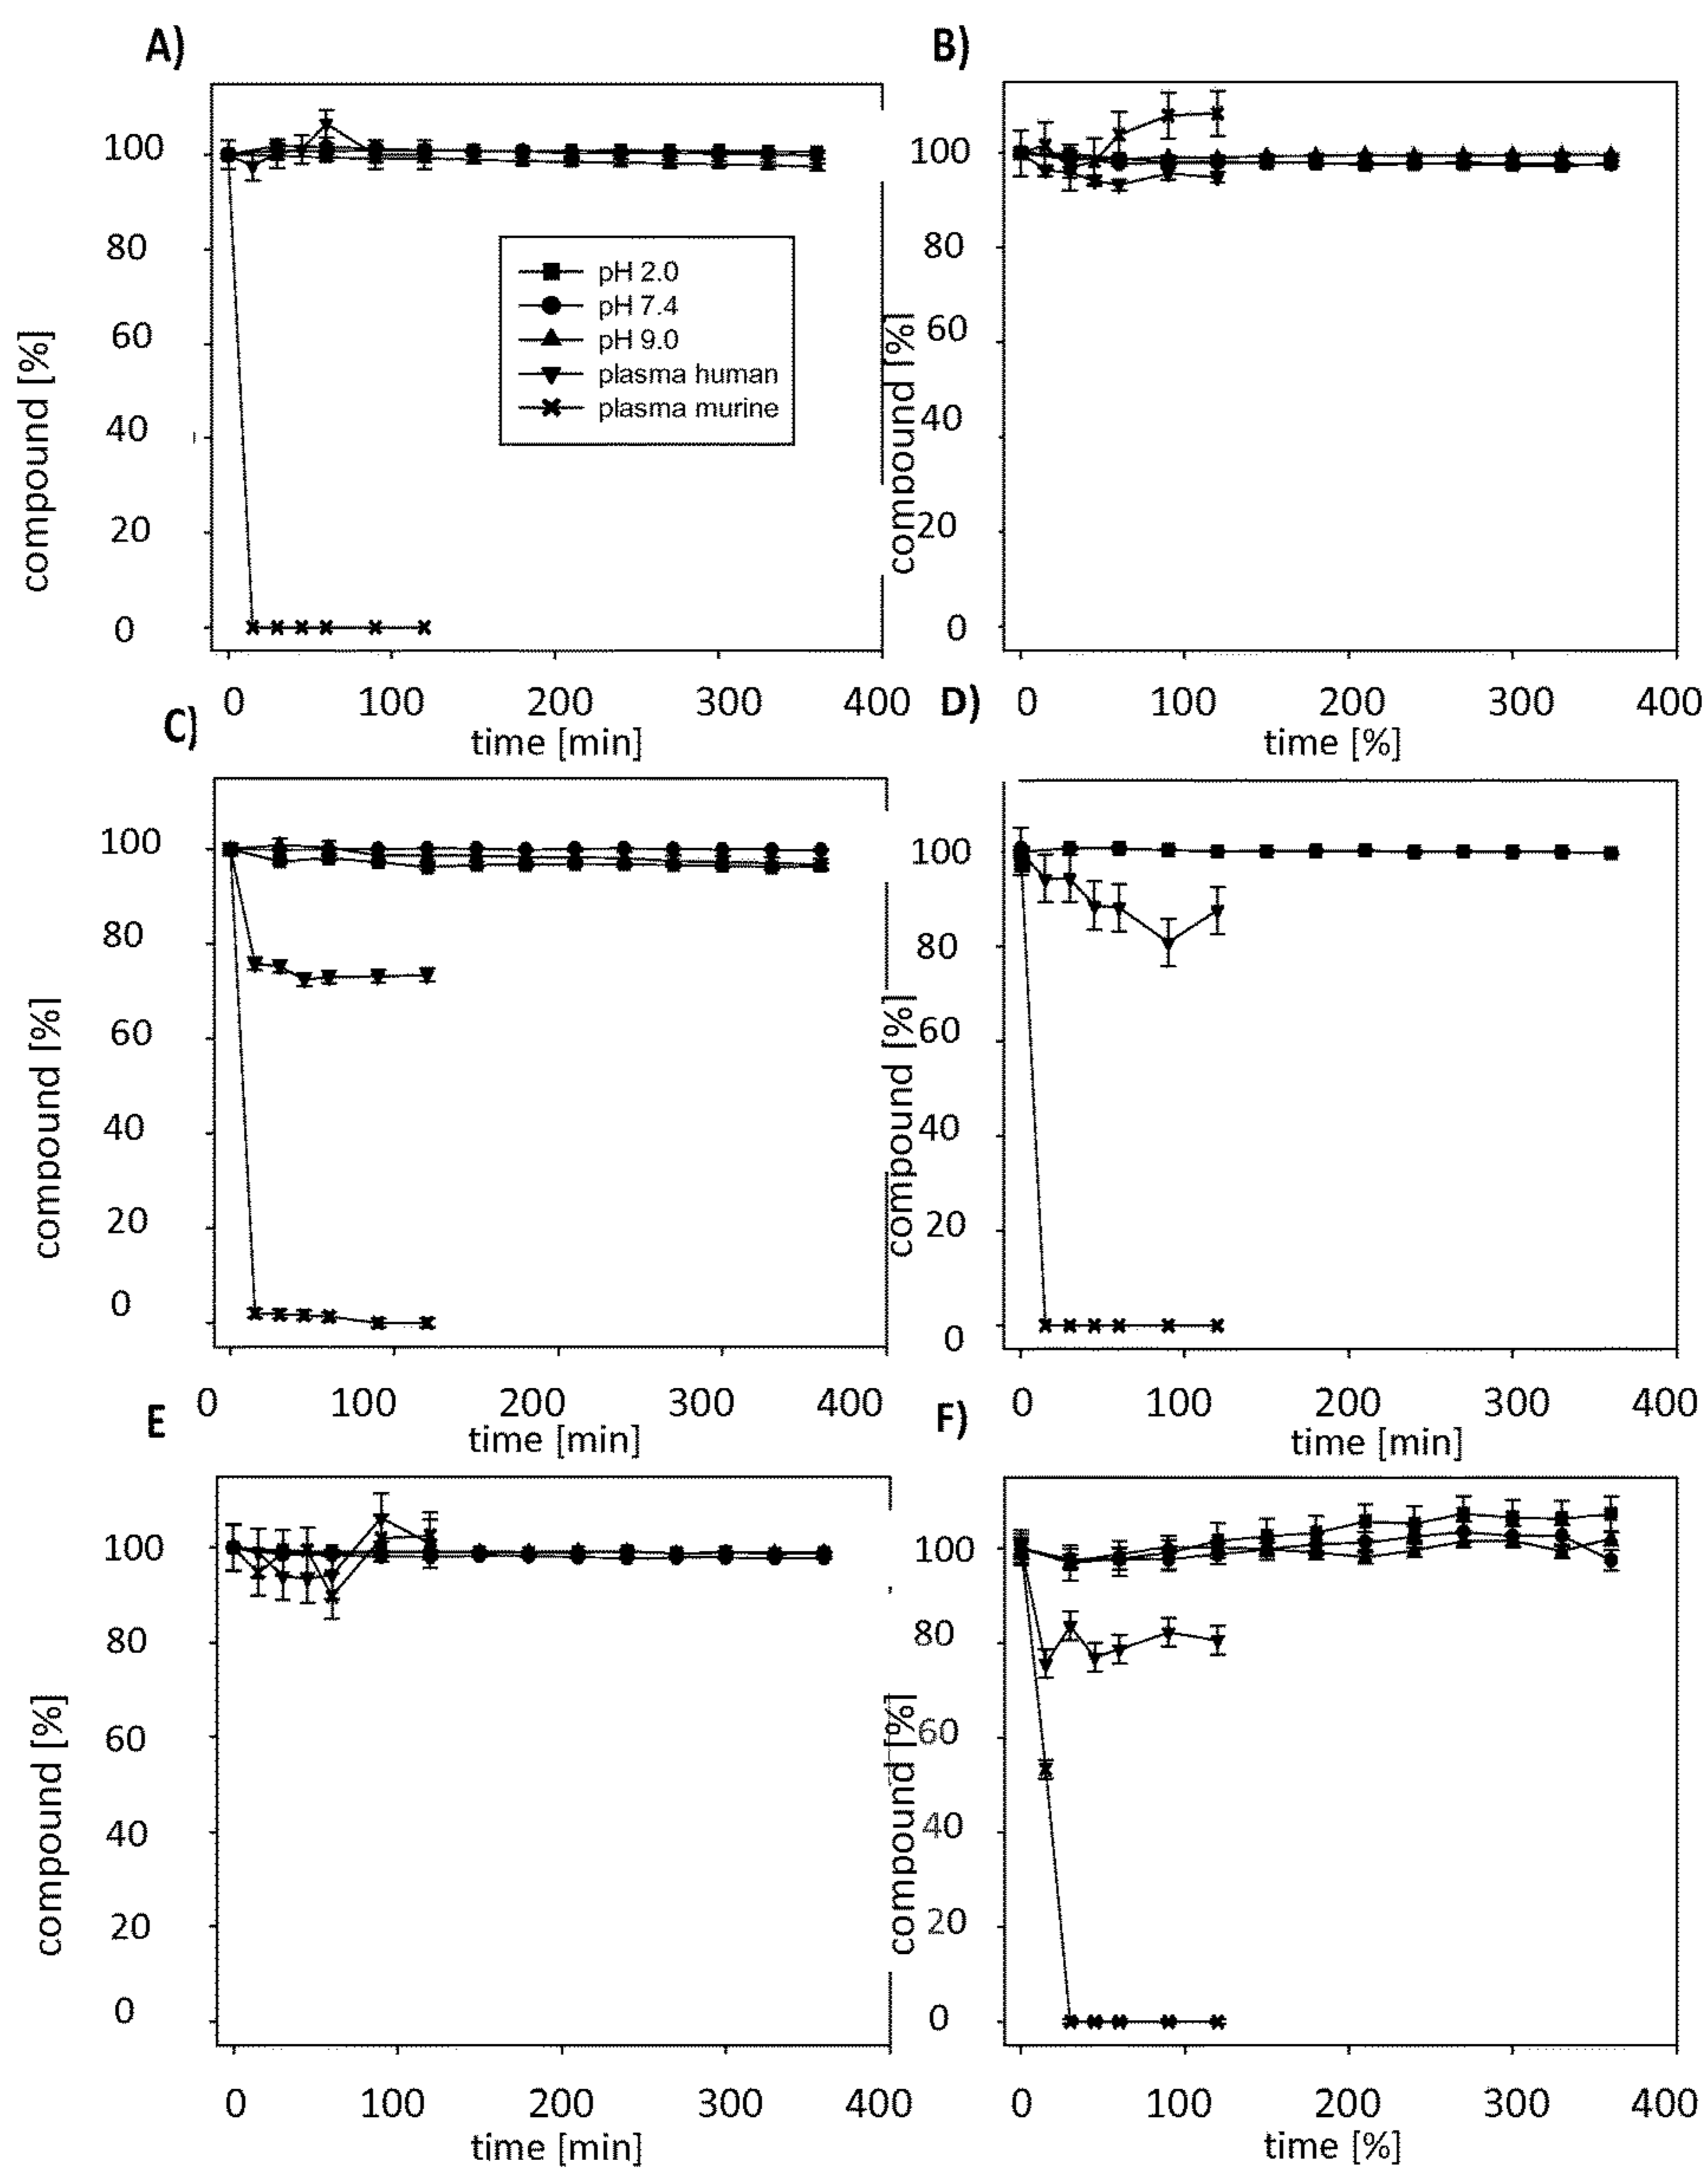 A)
100
80
60
40
20
0
compound [%]
pH 2.0
pH 7.4
pH 9.0
plasma human
plasma murine
0 100 200 300 400
time [min]
B)
100
80
60
40
20
0
compound [%]
0 100 200 300 400
time [%]
C)
100
80
60
40
20
0
compound [%]
0 100 200 300 400
time [min]
D)
100
80
60
40
20
0
compound [%]
0 100 200 300 400
time [min]
E
100
80
60
40
20
0
compound [%]
0 100 200 300 400
time [min]
F)
100
80
60
40
20
0
compound [%]
0 100 200 300 400
time [%]